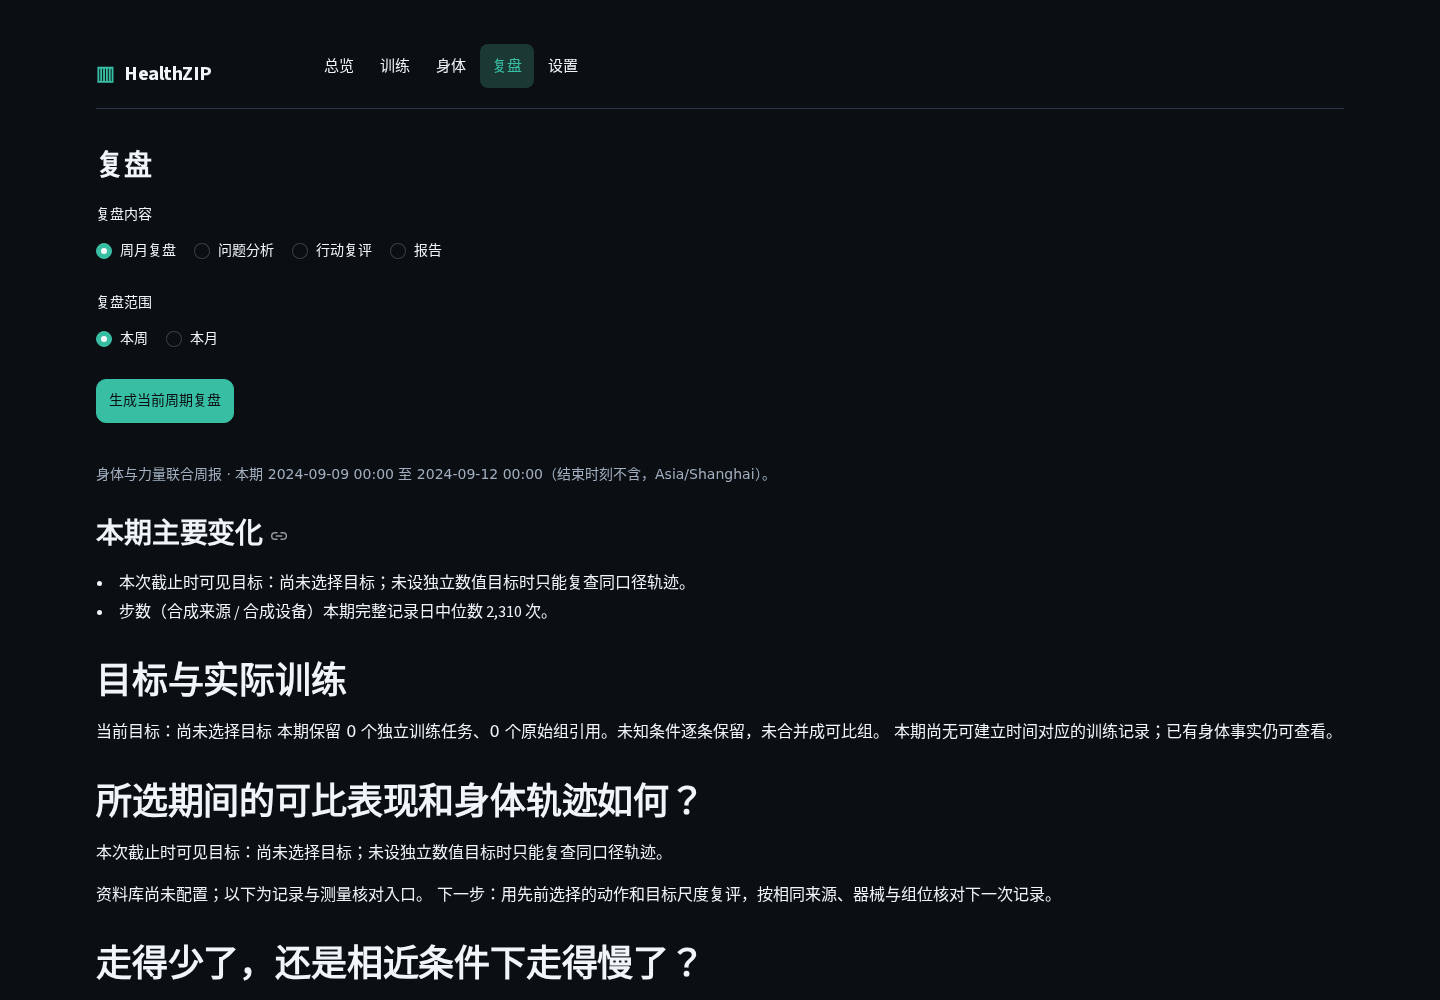 HealthZIP
总览 训练 身体 复盘 设置
复盘
复盘内容
周月复盘 问题分析 行动复评 报告
复盘范围
本周 本月
生成当前周期复盘
身体与力量联合周报 · 本期 2024-09-09 00:00 至 2024-09-12 00:00（结束时刻不含，Asia/Shanghai）。
本期主要变化
• 本次截止时可见目标：尚未选择目标；未设独立数值目标时只能复查同口径轨迹。
• 步数（合成来源 / 合成设备）本期完整记录日中位数 2,310 次。
目标与实际训练
当前目标：尚未选择目标 本期保留 0 个独立训练任务、0 个原始组引用。未知条件逐条保留，未合并成可比组。 本期尚无可建立时间对应的训练记录；已有身体事实仍可查看。
所选期间的可比表现和身体轨迹如何？
本次截止时可见目标：尚未选择目标；未设独立数值目标时只能复查同口径轨迹。
资料库尚未配置；以下为记录与测量核对入口。 下一步：用先前选择的动作和目标尺度复评，按相同来源、器械与组位核对下一次记录。
走得少了，还是相近条件下走得慢了？